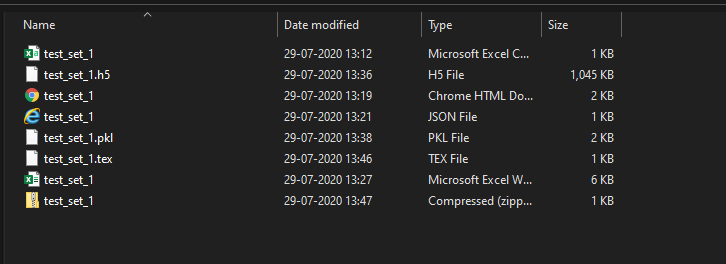 Name Date modified Type Size
test_set_1 29-07-2020 13:12 Microsoft Excel C... 1 KB
test_set_1.h5 29-07-2020 13:36 H5 File 1,045 KB
test_set_1 29-07-2020 13:19 Chrome HTML Do... 2 KB
test_set_1 29-07-2020 13:21 JSON File 1 KB
test_set_1.pkl 29-07-2020 13:38 PKL File 2 KB
test_set_1.tex 29-07-2020 13:46 TEX File 1 KB
test_set_1 29-07-2020 13:27 Microsoft Excel W... 6 KB
test_set_1 29-07-2020 13:47 Compressed (zipp... 1 KB